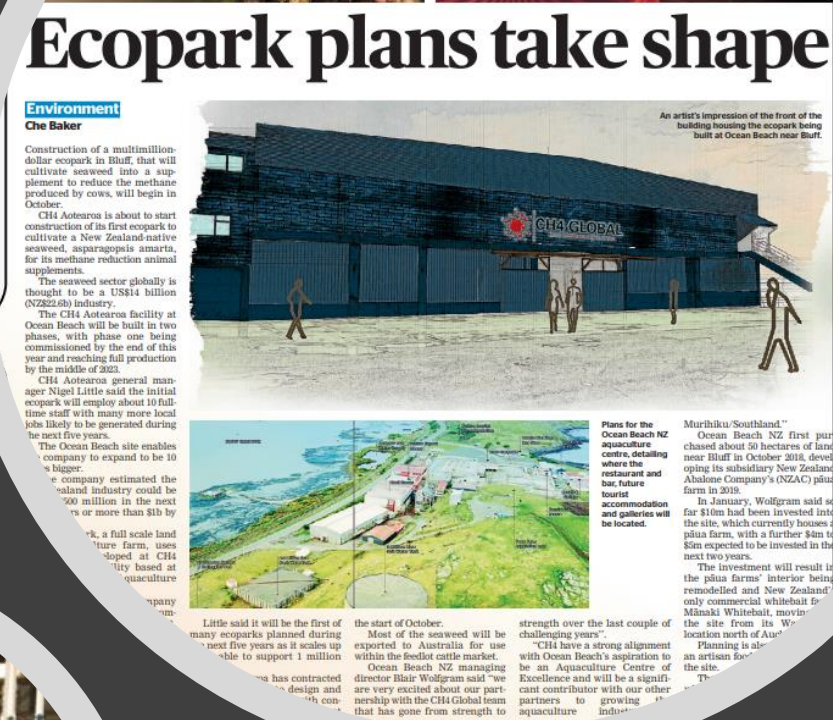 Ecopark plans take shape
Environment
Che Baker
Construction of a multimillion-
dollar ecopark in Bluff, that will
cultivate seaweed into a sup-
plement to reduce the methane
produced by cows, will begin in
October.
CH4 Aotearoa is about to start
construction of its first ecopark to
cultivate a New Zealand-native
seaweed, asparagopsis amarta,
for its methane reduction animal
supplements.
The seaweed sector globally is
thought to be a US$14 billion
(NZ$22.6b) industry.
The CH4 Aotearoa facility at
Ocean Beach will be built in two
phases, with phase one being
commissioned by the end of this
year and reaching full production
by the middle of 2023.
CH4 Aotearoa general man-
ager Nigel Little said the initial
ecopark will employ about 10 full-
time staff with many more local
jobs likely to be generated during
the next five years.
The Ocean Beach site enables
company to expand to be 10
bigger.
company estimated the
industry could be
million in the next
or more than $1b by
a full scale land
farm, uses
at CH4
based at
An artist's impression of the front of the
building housing the ecopark being
built at Ocean Beach near Bluff.
CH4 GLOBAL
Plans for the
Ocean Beach NZ
aquaculture
centre, detailing
where the
restaurant and
bar, future
tourist
accommodation
and galleries will
be located.
Little said it will be the first of
many ecoparks planned during
next five years as it scales up
to support 1 million
has contracted
design and
the start of October.
Most of the seaweed will be
exported to Australia for use
within the feedlot cattle market.
Ocean Beach NZ managing
director Blair Wolfgram said "we
are very excited about our part-
nership with the CH4 Global team
that has gone from strength to
strength over the last couple of
challenging years".
"CH4 have a strong alignment
with Ocean Beach's aspiration to
be an Aquaculture Centre of
Excellence and will be a signifi-
cant contributor with our other
partners to growing the
aquaculture
Murihiku/Southland."
Ocean Beach NZ first pur-
chased about 50 hectares of land
near Bluff in October 2018, devel-
oping its subsidiary New Zealand
Abalone Company's (NZAC) pāua
farm in 2019.
In January, Wolfgram said so
far $10m had been invested into
the site, which currently houses a
pāua farm, with a further $4m to
$5m expected to be invested in the
next two years.
The investment will result in
the pāua farms' interior being
remodelled and New Zealand's
only commercial whitebait
Mānaki Whitebait, moving
the site from its
location north of
Planning is
an artisan
the site.